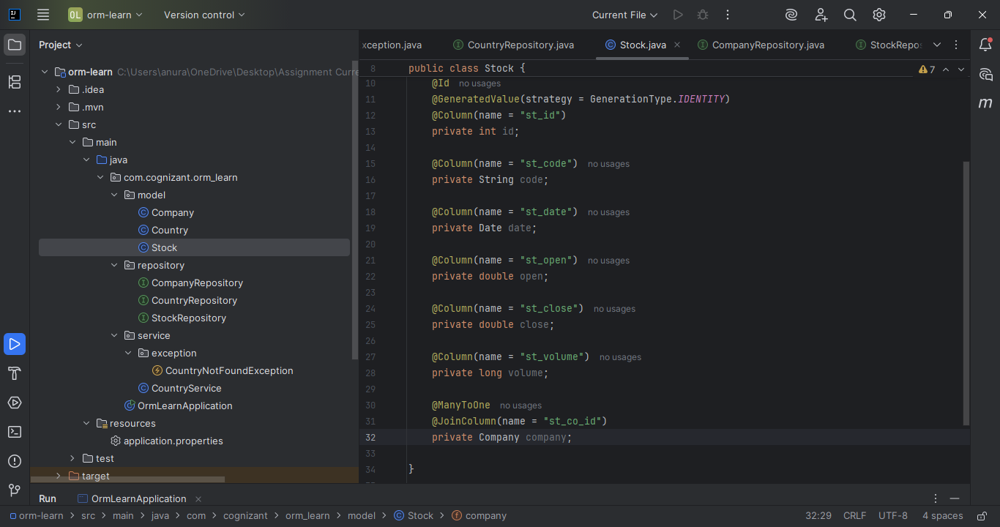 OL orm-learn Version control Current File
Project
xception.java CountryRepository.java Stock.java CompanyRepository.java StockRepos
orm-learn C:\Users\anura\OneDrive\Desktop\Assignment Curre
.idea
.mvn
src
main
java
com.cognizant.orm_learn
model
Company
Country
Stock
repository
CompanyRepository
CountryRepository
StockRepository
service
exception
CountryNotFoundException
CountryService
OrmLearnApplication
resources
application.properties
test
target
8 public class Stock {
7
10 @Id no usages
11 @GeneratedValue(strategy = GenerationType.IDENTITY)
12 @Column(name = "st_id")
13 private int id;
14
15 @Column(name = "st_code") no usages
16 private String code;
17
18 @Column(name = "st_date") no usages
19 private Date date;
20
21 @Column(name = "st_open") no usages
22 private double open;
23
24 @Column(name = "st_close") no usages
25 private double close;
26
27 @Column(name = "st_volume") no usages
28 private long volume;
29
30 @ManyToOne no usages
31 @JoinColumn(name = "st_co_id")
32 private Company company;
33
34 }
m
Run OrmLearnApplication
orm-learn > src > main > java > com > cognizant > orm_learn > model > Stock > company 32:29 CRLF UTF-8 4 spaces